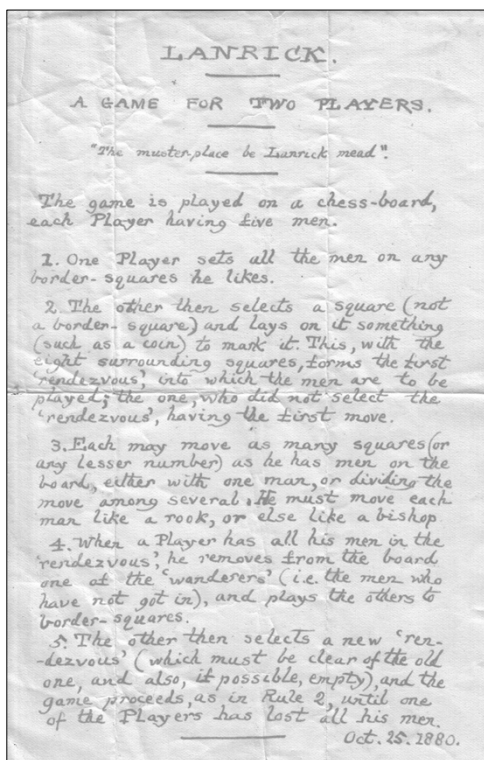 LANRICK.
A GAME FOR TWO PLAYERS.
"The muster-place be Lanrick mead".
The game is played on a chess-board,
each Player having five men.
1. One Player sets all the men on any
border-squares he likes.
2. The other then selects a square (not
a border-square) and lays on it something
(such as a coin) to mark it. This, with the
eight surrounding squares, forms the first
'rendezvous', into which the men are to be
played; the one, who did not select the
'rendezvous', having the first move.
3. Each may move as many squares (or
any lesser number) as he has men on the
board, either with one man, or dividing the
move among several. He must move each
man like a rook, or else like a bishop
4. When a Player has all his men in the
'rendezvous' he removes from the board
one of the 'wanderers' (i.e. the men who
have not got in), and plays the others to
border-squares.
5. The other then selects a new 'ren-
-dezvous' (which must be clear of the old
one, and also, if possible, empty), and the
game proceeds, as in Rule 2, until one
of the Players has lost all his men.
Oct. 25. 1880.